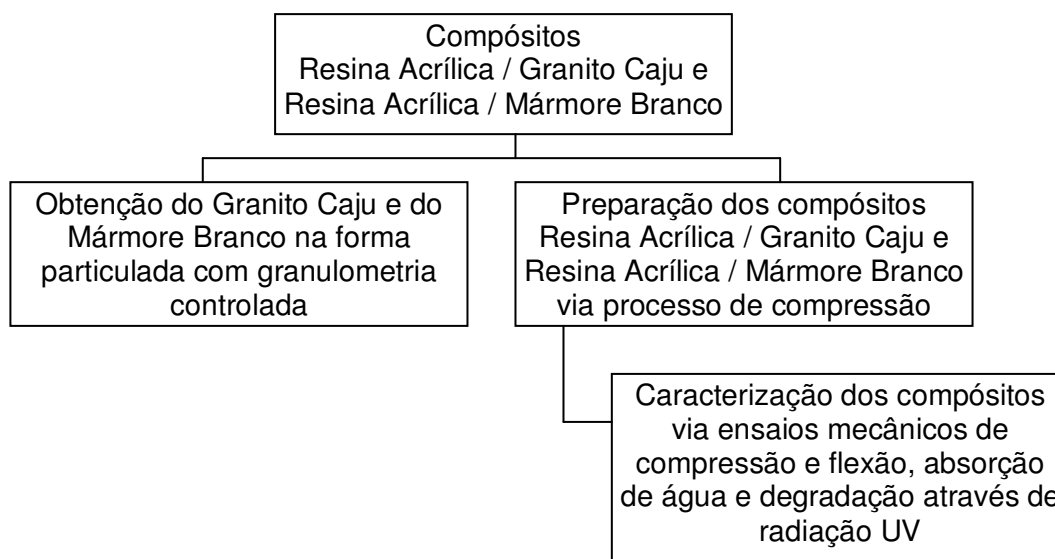 Compósitos
Resina Acrílica / Granito Caju e
Resina Acrílica / Mármore Branco
Obtenção do Granito Caju e do
Mármore Branco na forma
particulada com granulometria
controlada
Preparação dos compósitos
Resina Acrílica / Granito Caju e
Resina Acrílica / Mármore Branco
via processo de compressão
Caracterização dos compósitos
via ensaios mecânicos de
compressão e flexão, absorção
de água e degradação através de
radiação UV